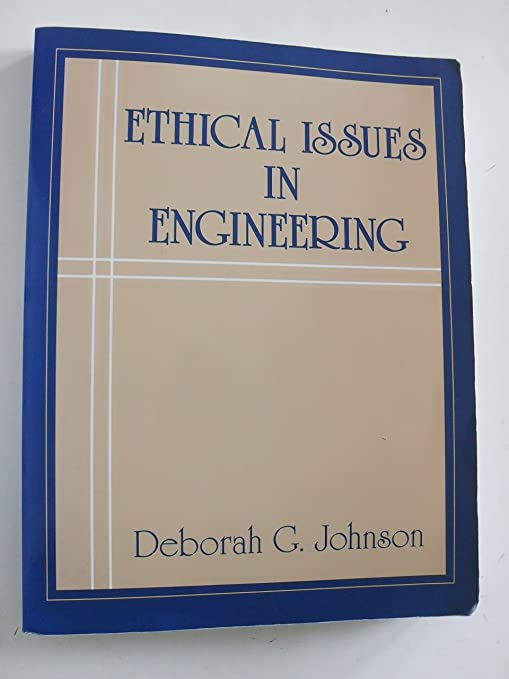 ETHICAL ISSUES
IN
ENGINEERING
Deborah G. Johnson